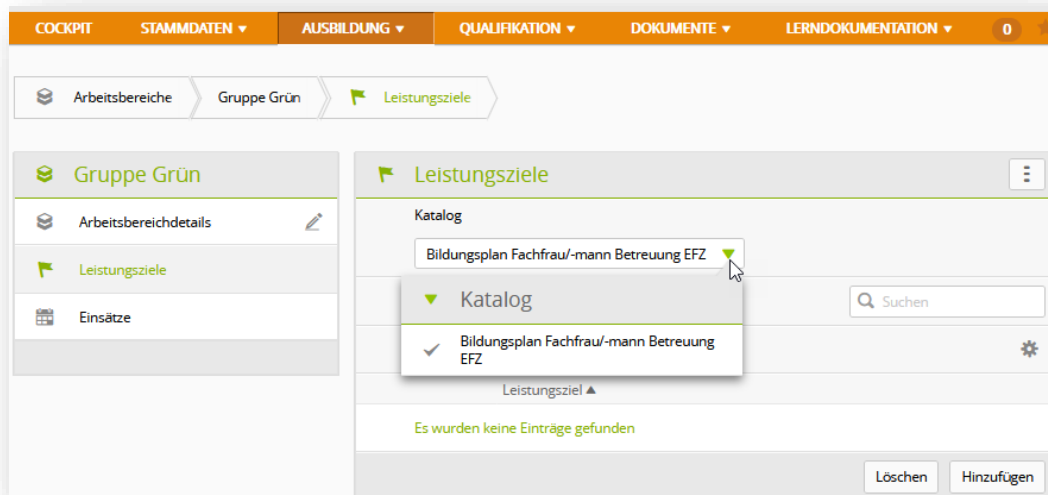 COCKPIT STAMMDATEN ▼ AUSBILDUNG ▼ QUALIFIKATION ▼ DOKUMENTE ▼ LERNDOKUMENTATION ▼ 0
Arbeitsbereiche Gruppe Grün Leistungsziele
Gruppe Grün
Arbeitsbereichdetails
Leistungsziele
Einsätze
Leistungsziele
Katalog
Bildungsplan Fachfrau/-mann Betreuung EFZ
Katalog
Bildungsplan Fachfrau/-mann Betreuung
EFZ
Suchen
Leistungsziel ▲
Es wurden keine Einträge gefunden
Löschen Hinzufügen